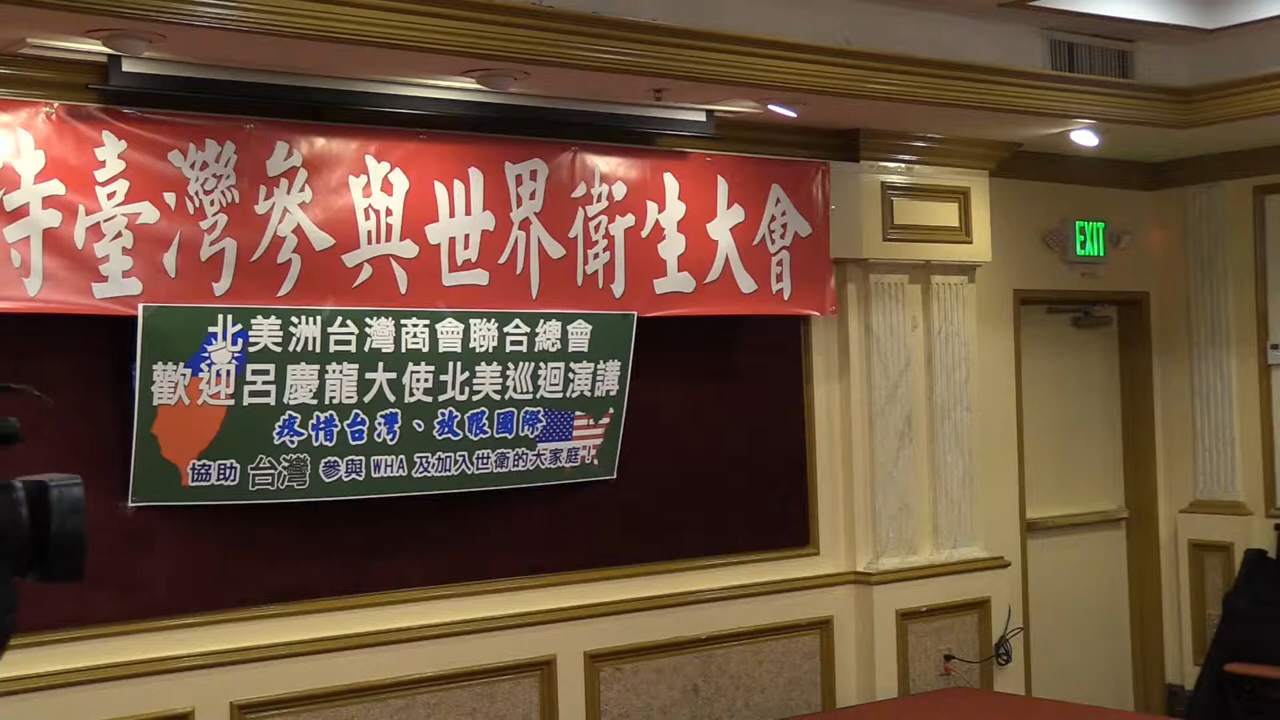 持臺灣參與世界衛生大會
北美洲台灣商會聯合總會
歡迎呂慶龍大使北美巡迴演講
疼惜台灣、放眼國際
協助 台灣 參與 WHA 及加入世衛的大家庭！
EXIT